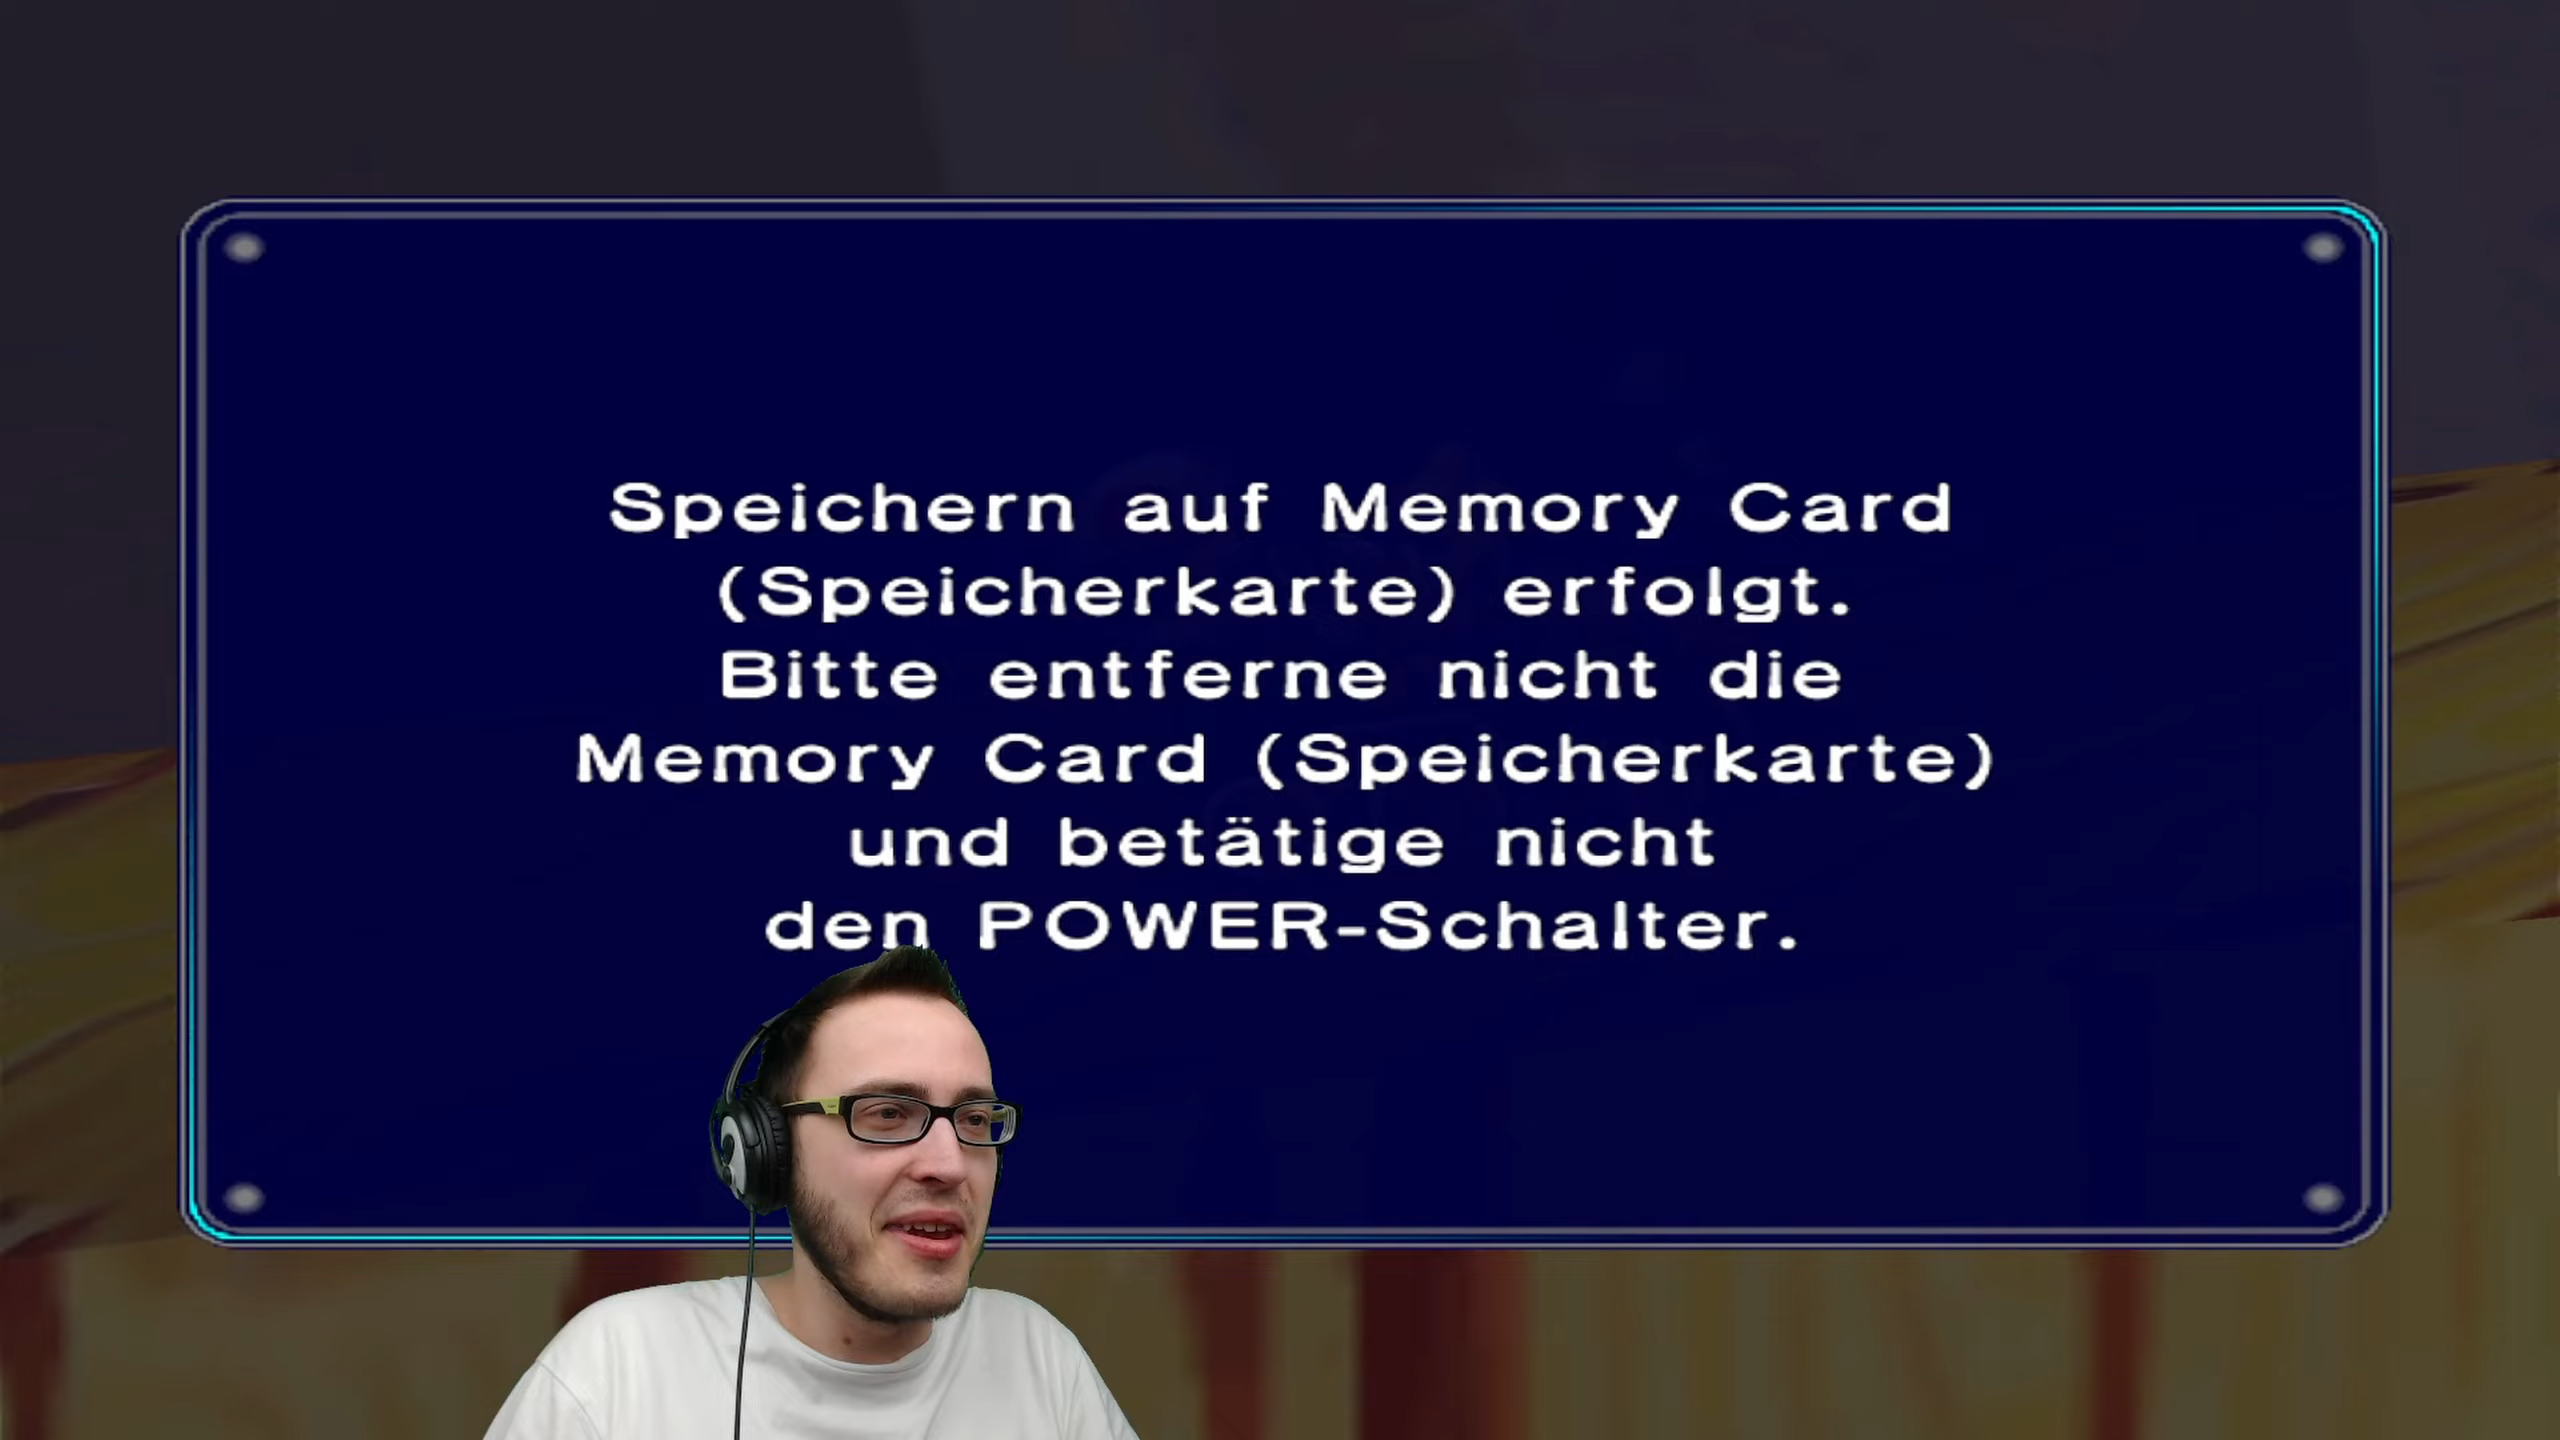 Speichern auf Memory Card
(Speicherkarte) erfolgt.
Bitte entferne nicht die
Memory Card (Speicherkarte)
und betätige nicht
den POWER-Schalter.